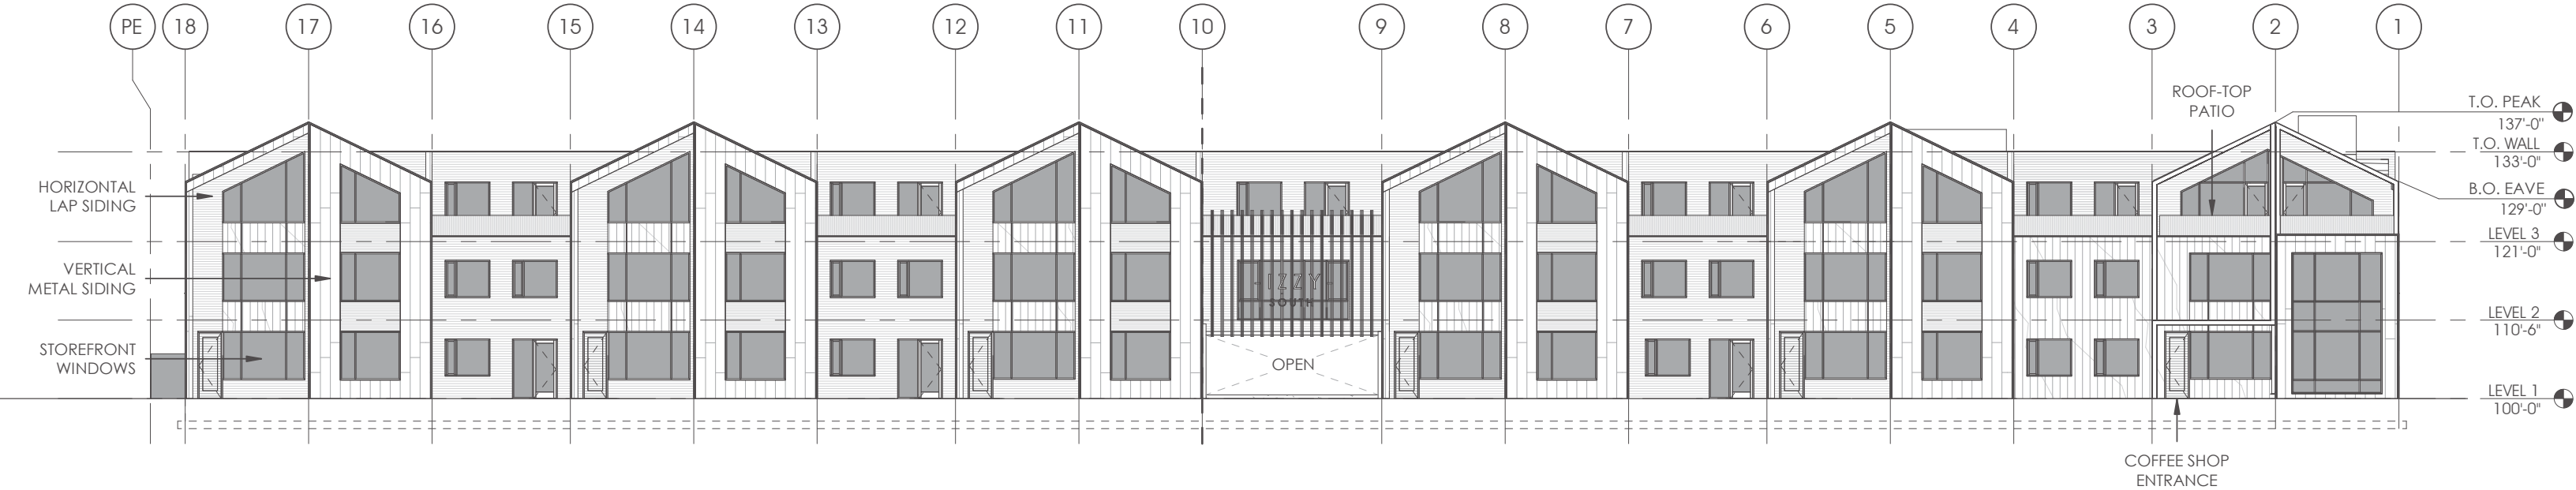 PE 18 17 16 15 14 13 12 11 10 9 8 7 6 5 4 3 2 1
ROOF-TOP
PATIO
T.O. PEAK
137'-0"
T.O. WALL
133'-0"
B.O. EAVE
129'-0"
LEVEL 3
121'-0"
LEVEL 2
110'-6"
LEVEL 1
100'-0"
HORIZONTAL
LAP SIDING
VERTICAL
METAL SIDING
STOREFRONT
WINDOWS
IZZY
SOUTH
OPEN
COFFEE SHOP
ENTRANCE